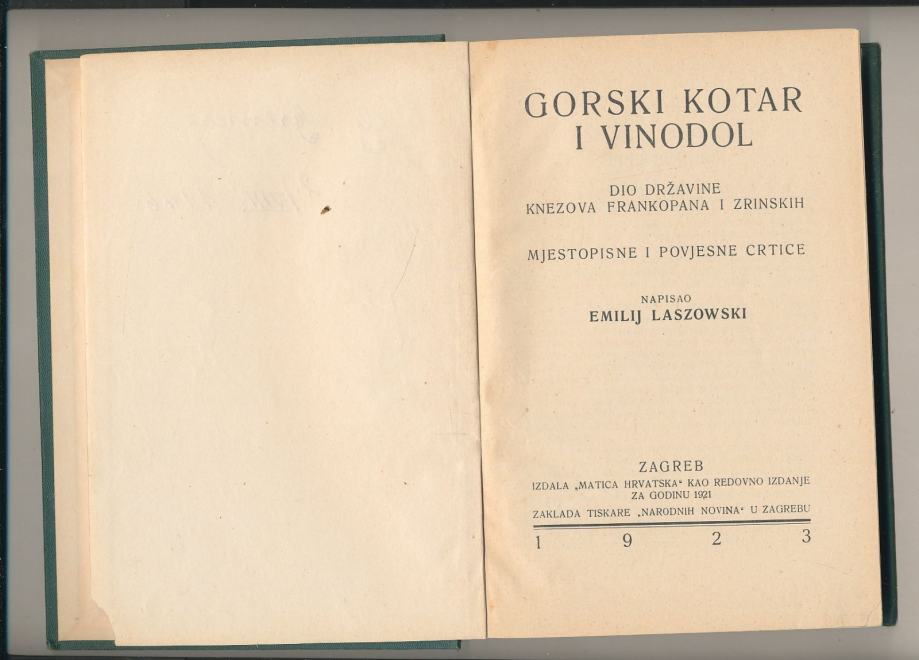 GORSKI KOTAR
I VINODOL
DIO DRŽAVINE
KNEZOVA FRANKOPANA I ZRINSKIH
MJESTOPISNE I POVJESNE CRTICE
NAPISAO
EMILIJ LASZOWSKI
ZAGREB
IZDALA „MATICA HRVATSKA“ KAO REDOVNO IZDANJE
ZA GODINU 1921
ZAKLADA TISKARE „NARODNIH NOVINA“ U ZAGREBU
1 9 2 3